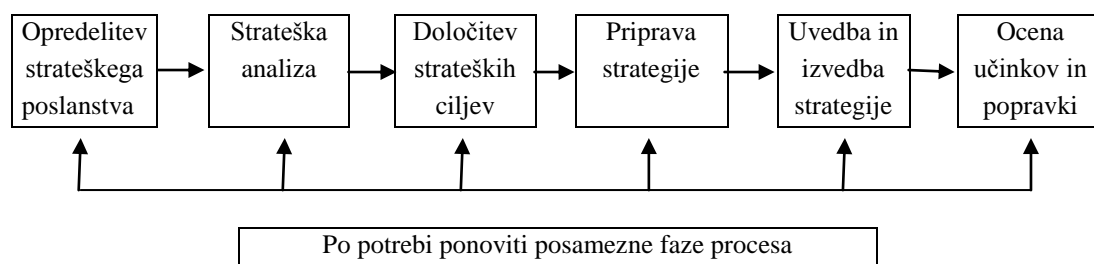 Opredelitev
strateškega
poslanstva
Strateška
analiza
Določitev
strateških
ciljev
Priprava
strategije
Uvedba in
izvedba
strategije
Ocena
učinkov in
popravki
Po potrebi ponoviti posamezne faze procesa